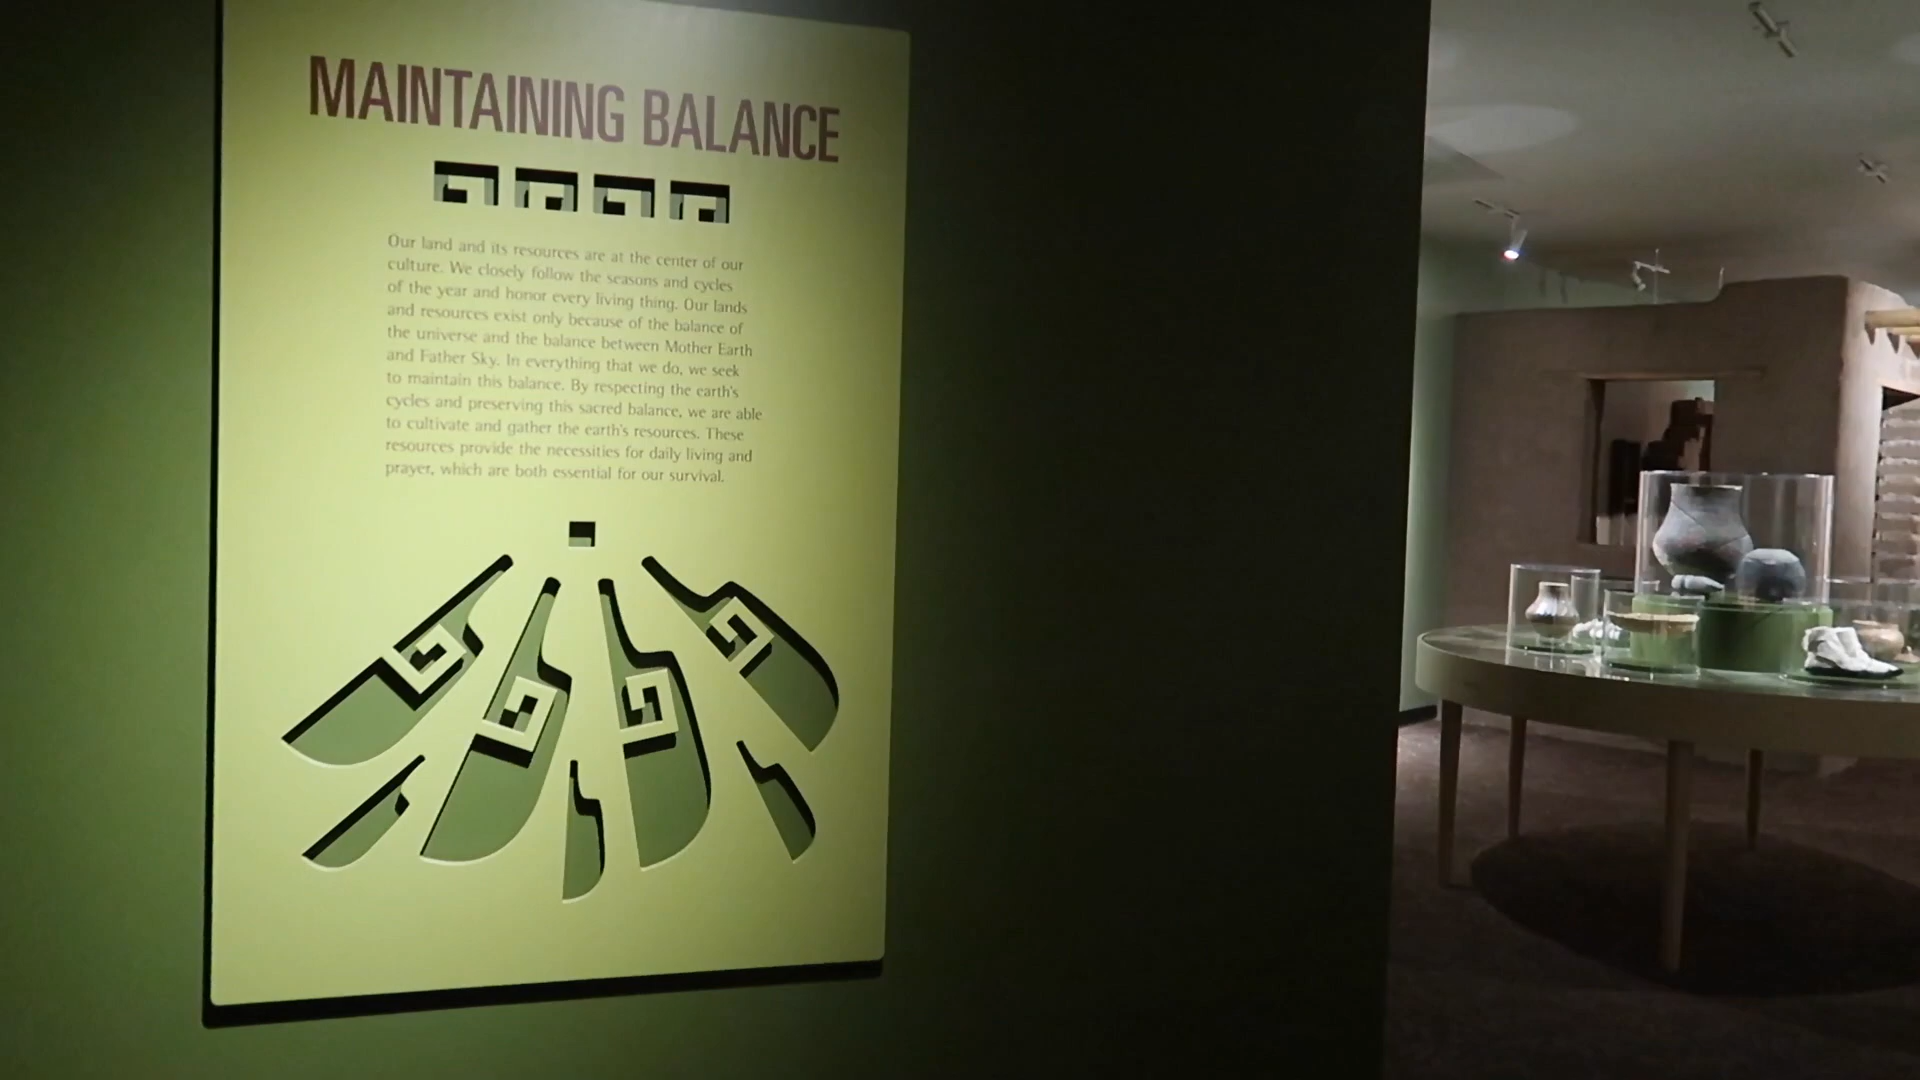 MAINTAINING BALANCE
Our land and its resources are at the center of our
culture. We closely follow the seasons and cycles
of the year and honor every living thing. Our lands
and resources exist only because of the balance of
the universe and the balance between Mother Earth
and Father Sky. In everything that we do, we seek
to maintain this balance. By respecting the earth's
cycles and preserving this sacred balance, we are able
to cultivate and gather the earth's resources. These
resources provide the necessities for daily living and
prayer, which are both essential for our survival.